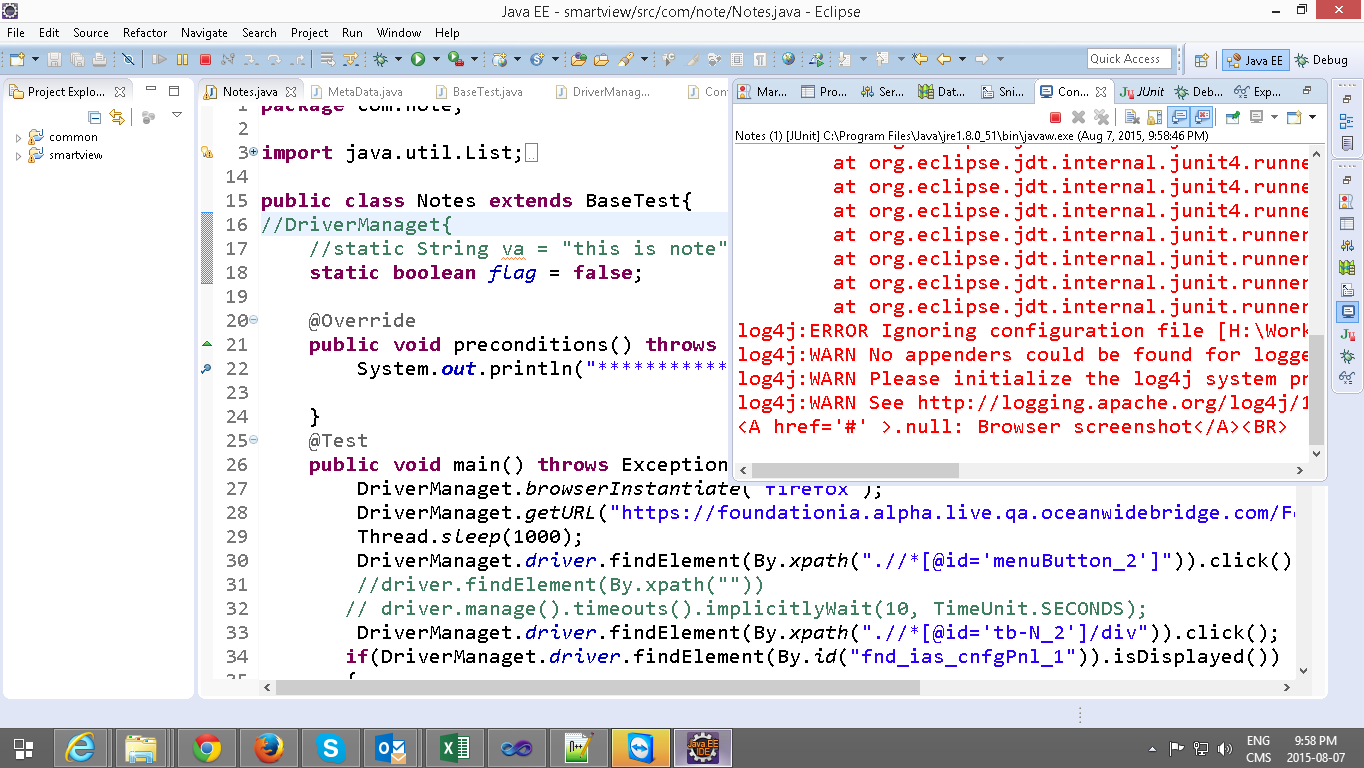 Java EE - smartview/src/com/note/Notes.java - Eclipse
File Edit Source Refactor Navigate Search Project Run Window Help
Quick Access Java EE Debug
Project Explo...
common
smartview
Notes.java MetaData.java BaseTest.java DriverManag... Con
1 package com.note;
2
3 import java.util.List;
14
15 public class Notes extends BaseTest{
16 //DriverManaget{
17 //static String va = "this is note"
18 static boolean flag = false;
19
20 @Override
21 public void preconditions() throws
22 System.out.println("***********
23
24 }
25 @Test
26 public void main() throws Exception
27 DriverManaget.browserInstantiate("firefox");
28 DriverManaget.getURL("https://foundationia.alpha.live.qa.oceanwidebridge.com/Fo
29 Thread.sleep(1000);
30 DriverManaget.driver.findElement(By.xpath(".//*[@id='menuButton_2']")).click()
31 //driver.findElement(By.xpath(""))
32 // driver.manage().timeouts().implicitlyWait(10, TimeUnit.SECONDS);
33 DriverManaget.driver.findElement(By.xpath(".//*[@id='tb-N_2']/div")).click();
34 if(DriverManaget.driver.findElement(By.id("fnd_ias_cnfgPnl_1")).isDisplayed())
35 {
Mar... Pro... Ser... Dat... Sni... Con... JUnit Deb... Exp...
Notes (1) [JUnit] C:\Program Files\Java\jre1.8.0_51\bin\javaw.exe (Aug 7, 2015, 9:58:46 PM)
at org.eclipse.jdt.internal.junit4.runne
at org.eclipse.jdt.internal.junit4.runne
at org.eclipse.jdt.internal.junit4.runne
at org.eclipse.jdt.internal.junit.runner
at org.eclipse.jdt.internal.junit.runner
at org.eclipse.jdt.internal.junit.runner
at org.eclipse.jdt.internal.junit.runner
log4j:ERROR Ignoring configuration file [H:\Work
log4j:WARN No appenders could be found for logge
log4j:WARN Please initialize the log4j system pr
log4j:WARN See http://logging.apache.org/log4j/1
<A href='#' >.null: Browser screenshot</A><BR>
Java EE IDE
ENG 9:58 PM
CMS 2015-08-07